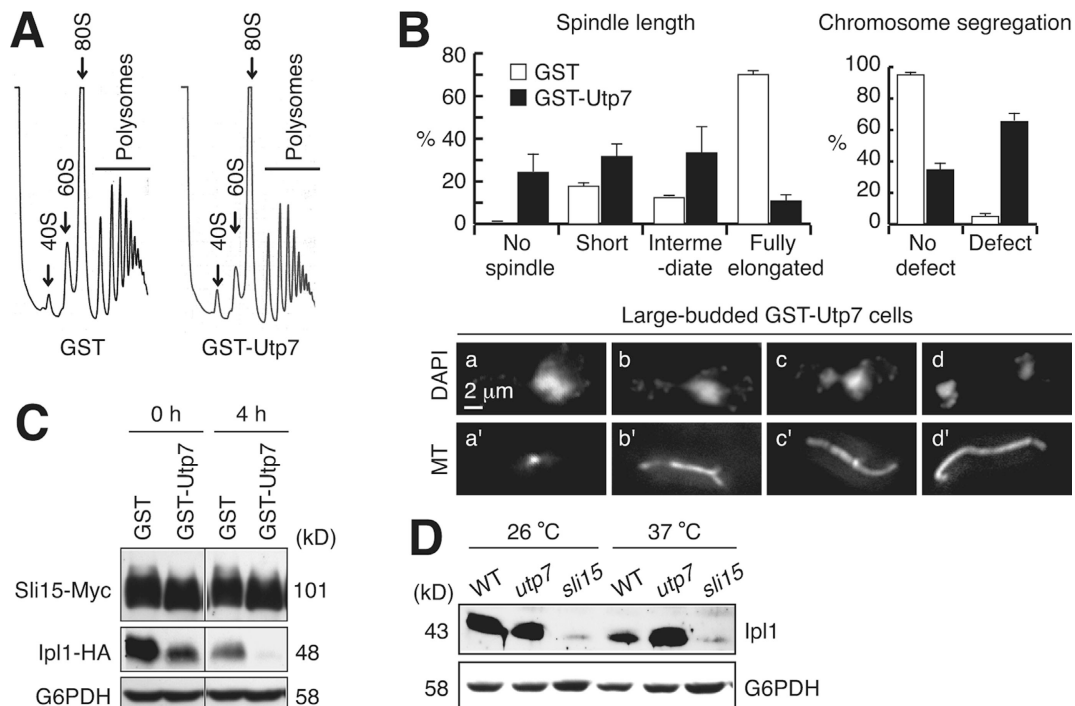 A
40S
60S
80S
Polysomes
GST
40S
60S
80S
Polysomes
GST-Utp7
B
Spindle length
GST
GST-Utp7
%
80
60
40
20
0
No spindle
Short
Interme-diate
Fully elongated
Chromosome segregation
%
100
80
60
40
20
0
No defect
Defect
Large-budded GST-Utp7 cells
DAPI
a
2 μm
b
c
d
MT
a'
b'
c'
d'
C
0 h
4 h
GST
GST-Utp7
GST
GST-Utp7
(kD)
Sli15-Myc
101
Ipl1-HA
48
G6PDH
58
D
26 °C
37 °C
(kD)
WT
utp7
sli15
WT
utp7
sli15
43
Ipl1
58
G6PDH